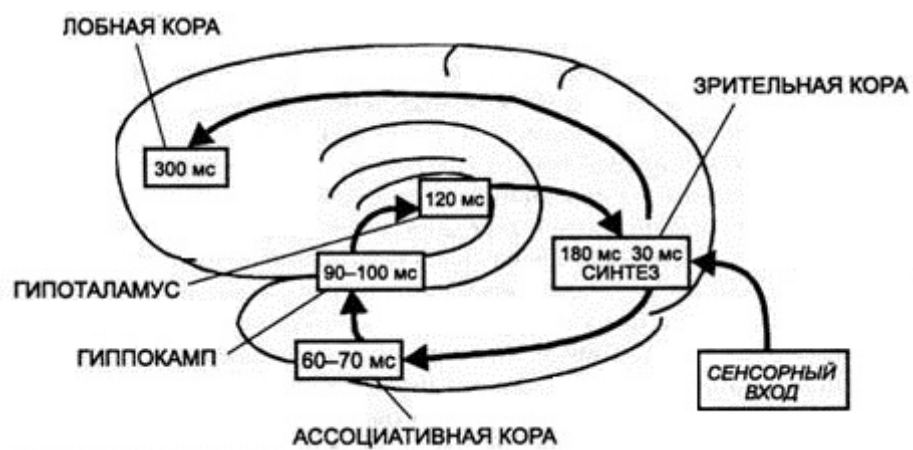 ЛОБНАЯ КОРА
ЗРИТЕЛЬНАЯ КОРА
300 мс
120 мс
180 мс 30 мс
СИНТЕЗ
90–100 мс
ГИПОТАЛАМУС
ГИППОКАМП
60–70 мс
СЕНСОРНЫЙ
ВХОД
АССОЦИАТИВНАЯ КОРА